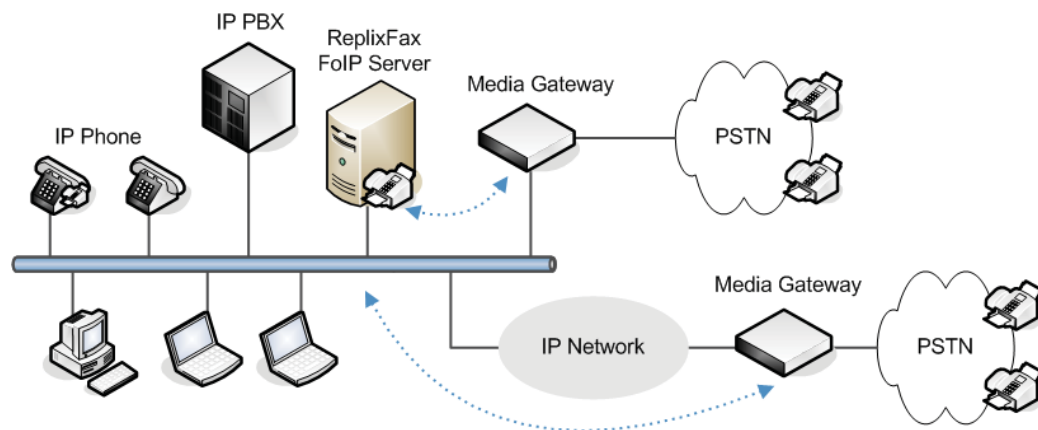 IP PBX
ReplixFax
FoIP Server
Media Gateway
IP Phone
PSTN
Media Gateway
IP Network
PSTN